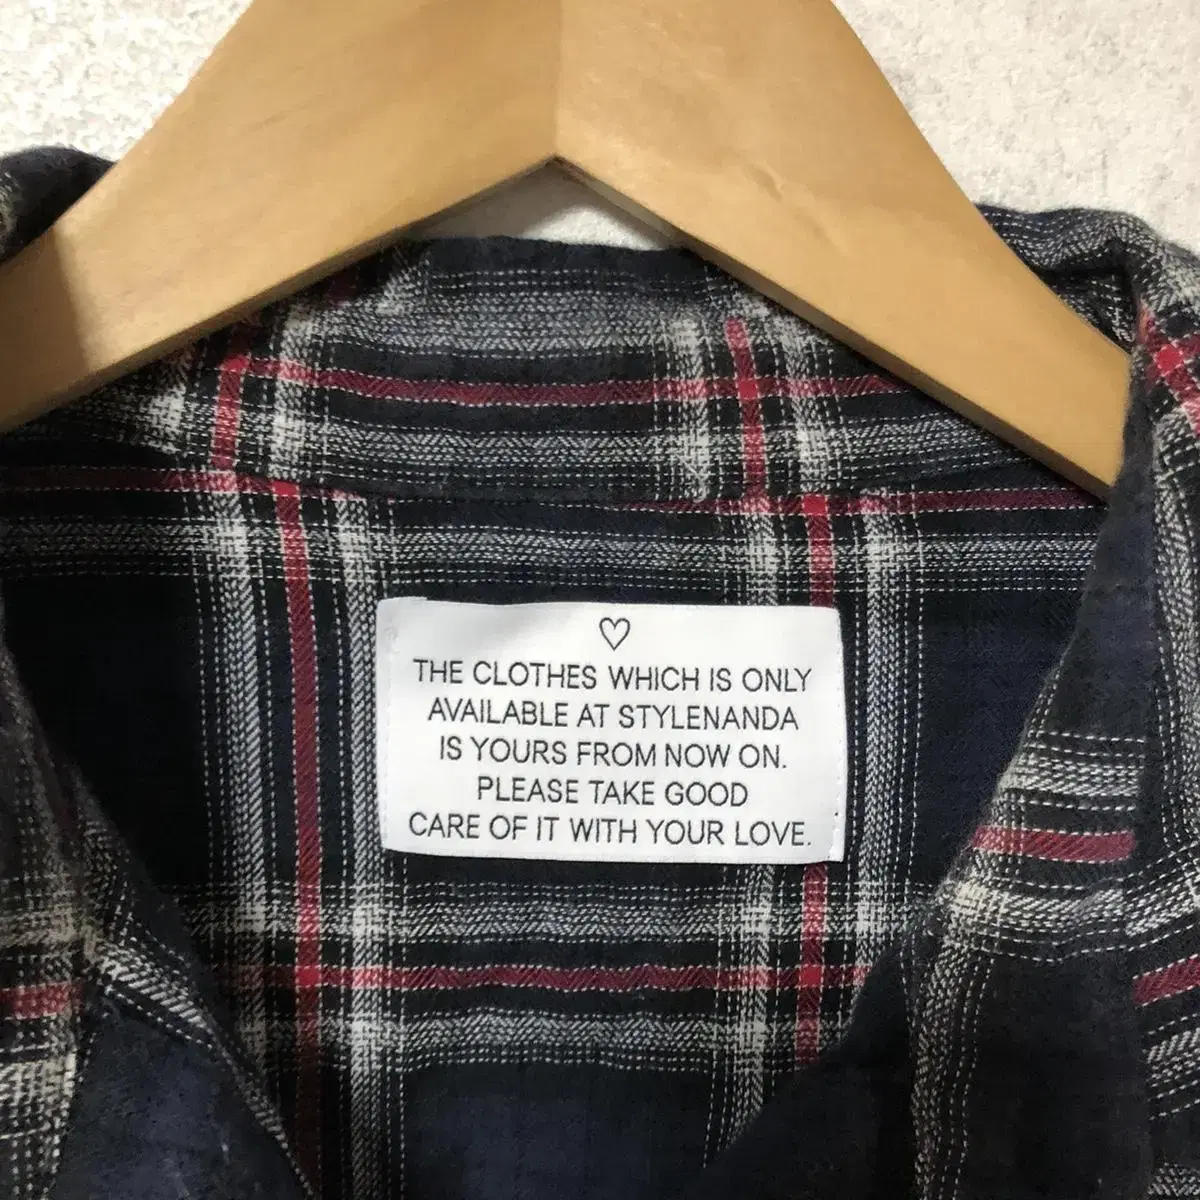 THE CLOTHES WHICH IS ONLY
AVAILABLE AT STYLENANDA
IS YOURS FROM NOW ON.
PLEASE TAKE GOOD
CARE OF IT WITH YOUR LOVE.